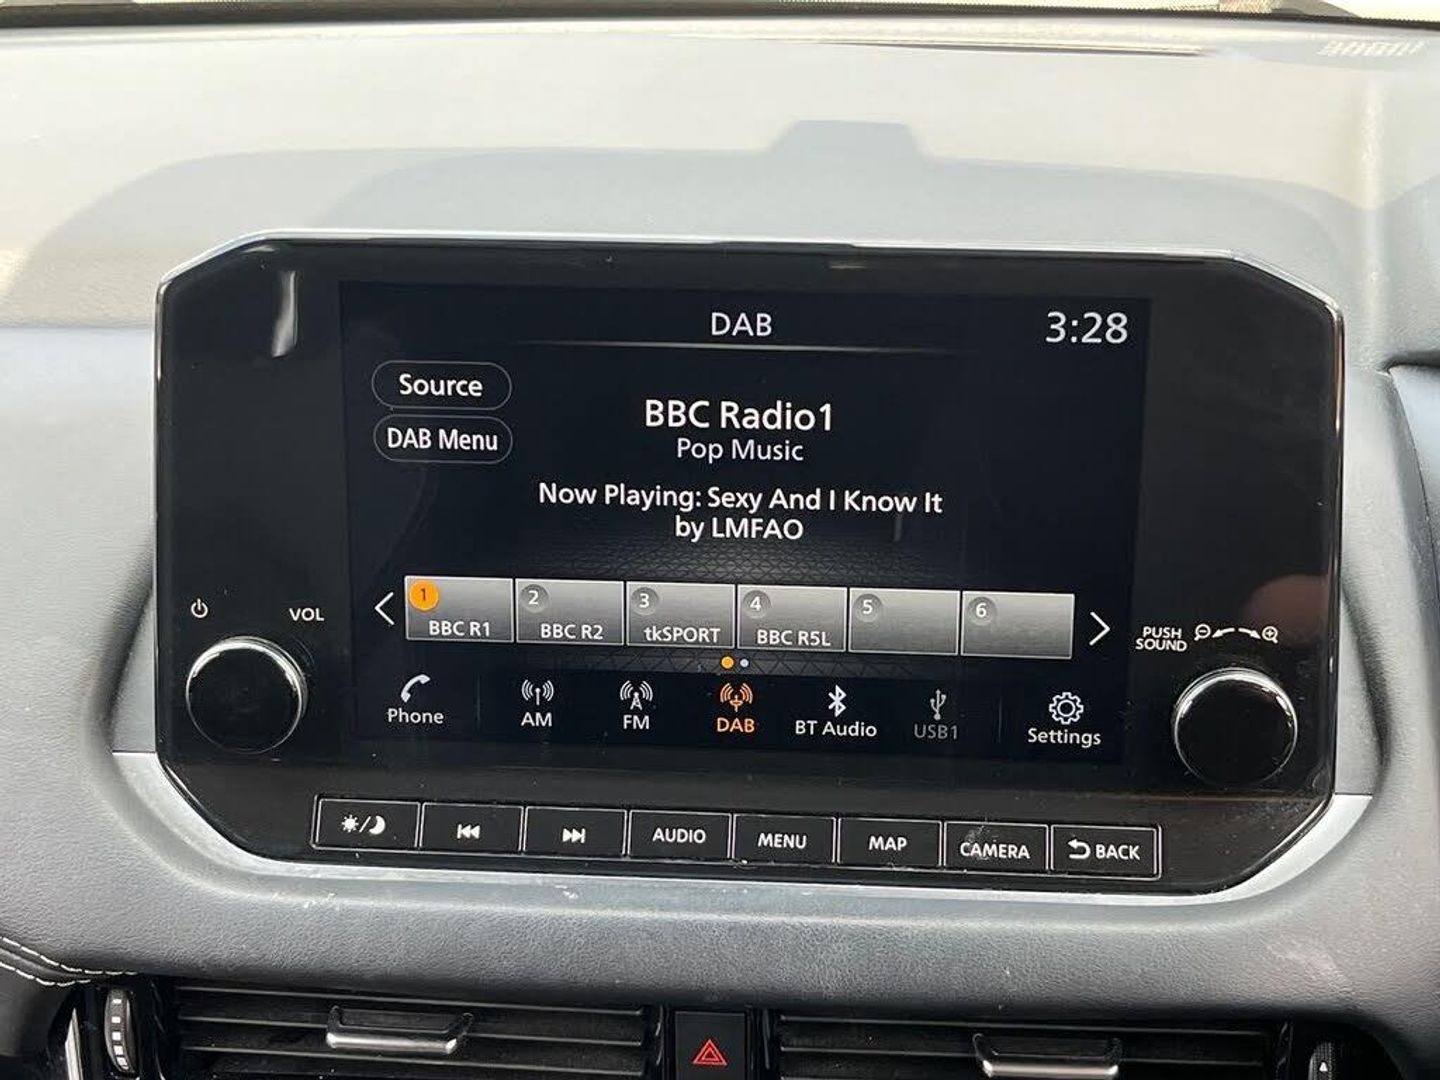 DAB
3:28
Source
DAB Menu
BBC Radio1
Pop Music
Now Playing: Sexy And I Know It
by LMFAO
1
BBC R1
2
BBC R2
3
tkSPORT
4
BBC R5L
5
6
VOL
PUSH
SOUND
Phone
AM
FM
DAB
BT Audio
USB1
Settings
AUDIO
MENU
MAP
CAMERA
BACK